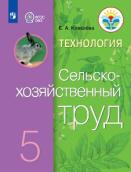 Е. А. Ковалёва
ТЕХНОЛОГИЯ
Сельско-
хозяйственный
труд
5